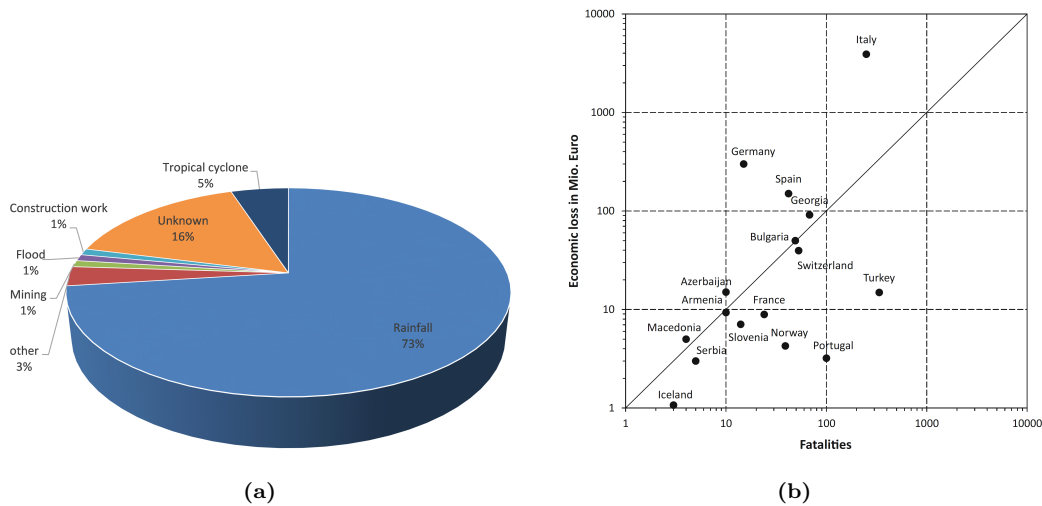 Tropical cyclone
5%
Construction work
1%
Unknown
16%
Flood
1%
Mining
1%
other
3%
Rainfall
73%
(a)
Economic loss in Mio. Euro
10000
1000
100
10
1
Italy
Germany
Spain
Georgia
Bulgaria
Switzerland
Azerbaijan
Turkey
Armenia
France
Macedonia
Slovenia
Norway
Serbia
Portugal
Iceland
1
10
100
1000
10000
Fatalities
(b)